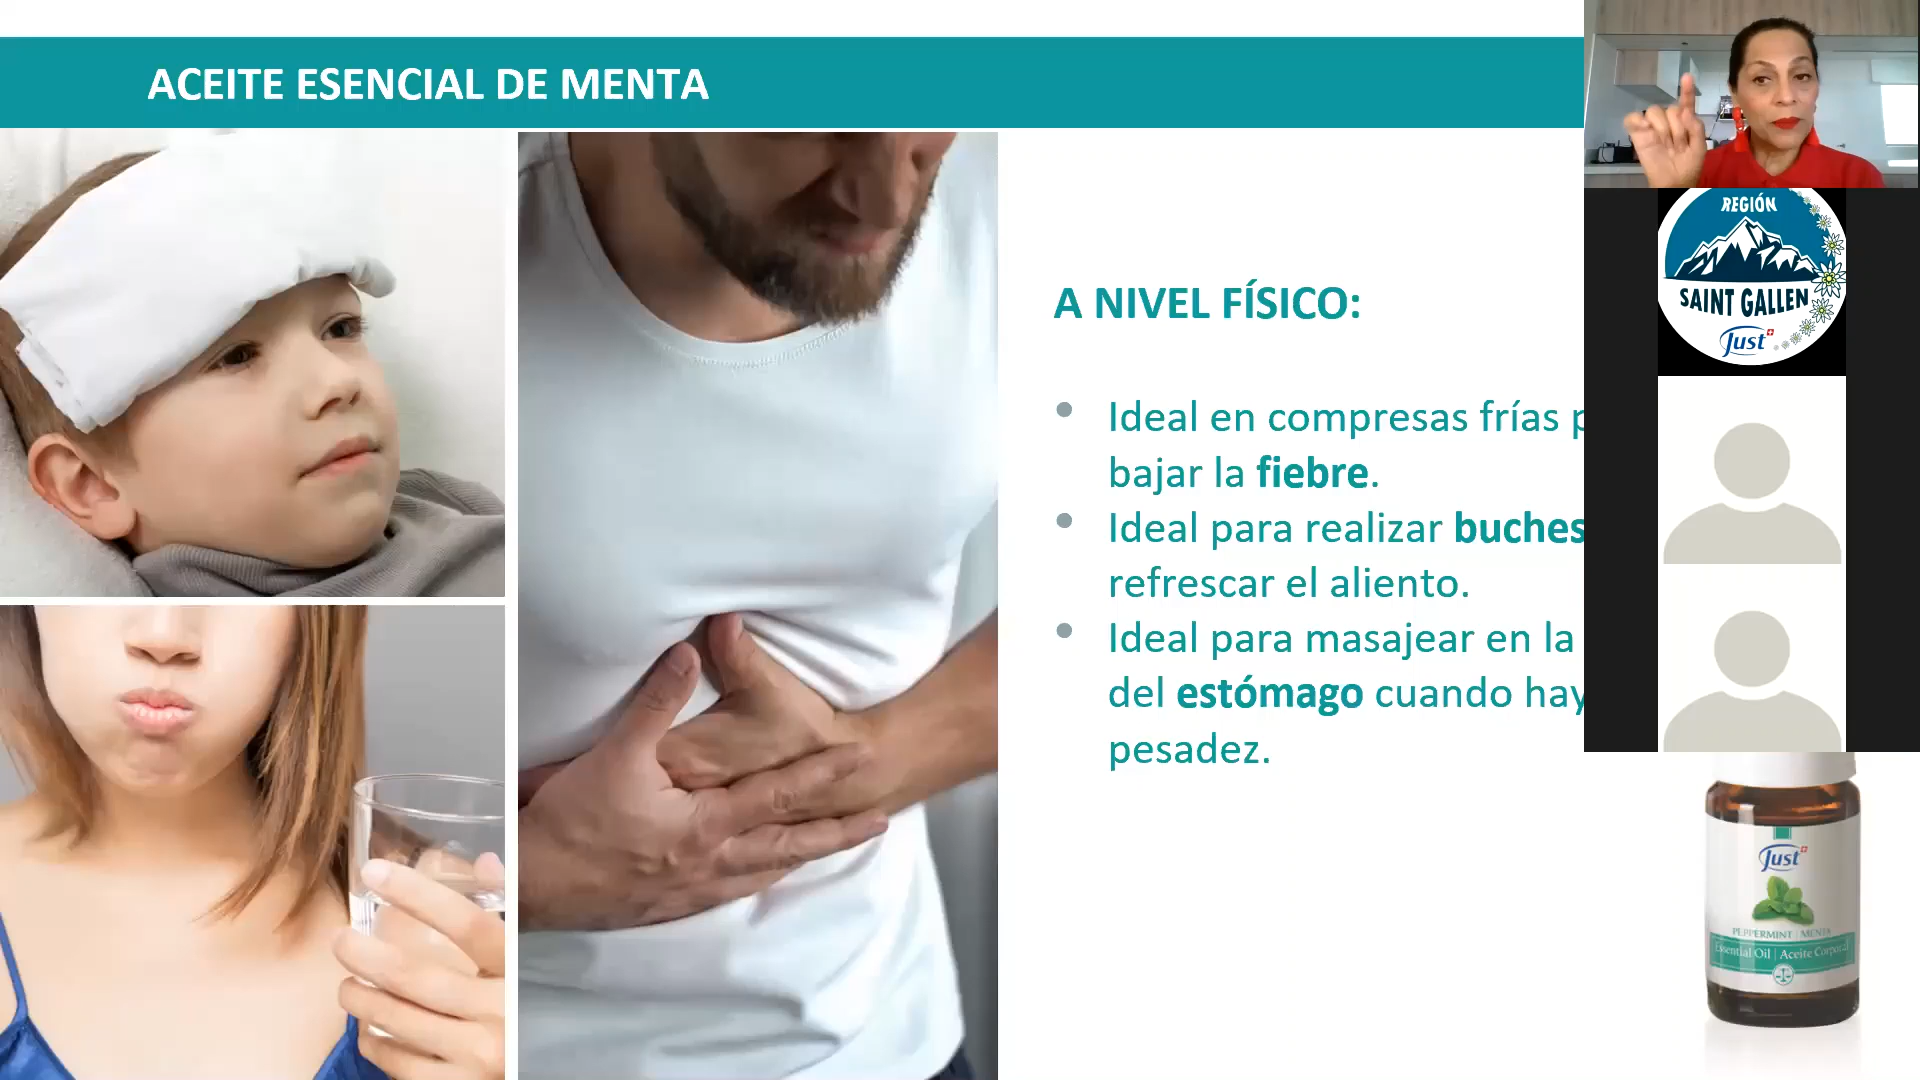 ACEITE ESENCIAL DE MENTA
A NIVEL FÍSICO:
Ideal en compresas frías p
bajar la fiebre.
Ideal para realizar buches
refrescar el aliento.
Ideal para masajear en la
del estómago cuando hay
pesadez.
REGIÓN
SAINT GALLEN
Just
Just
PEPPERMINT | MENTA
Essential Oil | Aceite Corporal